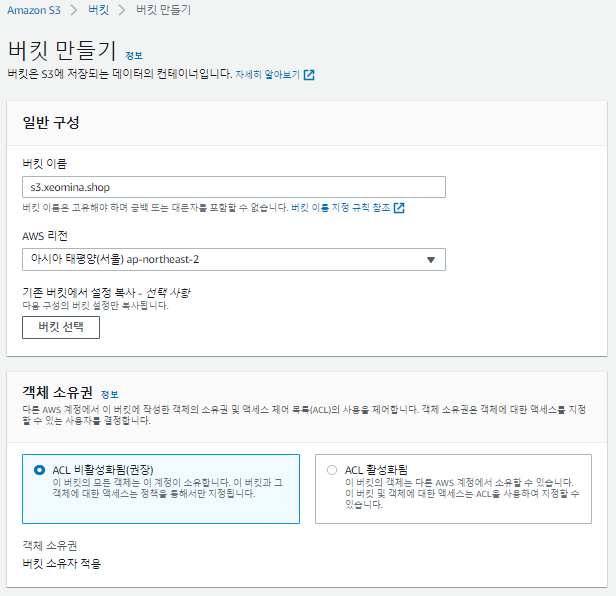 Amazon S3 > 버킷 > 버킷 만들기
버킷 만들기 정보
버킷은 S3에 저장되는 데이터의 컨테이너입니다. 자세히 알아보기
일반 구성
버킷 이름
s3.xeomina.shop
버킷 이름은 고유해야 하며 공백 또는 대문자를 포함할 수 없습니다. 버킷 이름 지정 규칙 참조
AWS 리전
아시아 태평양(서울) ap-northeast-2
기존 버킷에서 설정 복사 - 선택 사항
다음 구성의 버킷 설정만 복사됩니다.
버킷 선택
객체 소유권 정보
다른 AWS 계정에서 이 버킷에 작성한 객체의 소유권 및 액세스 제어 목록(ACL)의 사용을 제어합니다. 객체 소유권은 객체에 대한 액세스를 지정
할 수 있는 사용자를 결정합니다.
ACL 비활성화됨(권장)
이 버킷의 모든 객체는 이 계정이 소유합니다. 이 버킷과 그
객체에 대한 액세스는 정책을 통해서만 지정됩니다.
ACL 활성화됨
이 버킷의 객체는 다른 AWS 계정에서 소유할 수 있습니다.
이 버킷 및 객체에 대한 액세스는 ACL을 사용하여 지정할 수
있습니다.
객체 소유권
버킷 소유자 적용